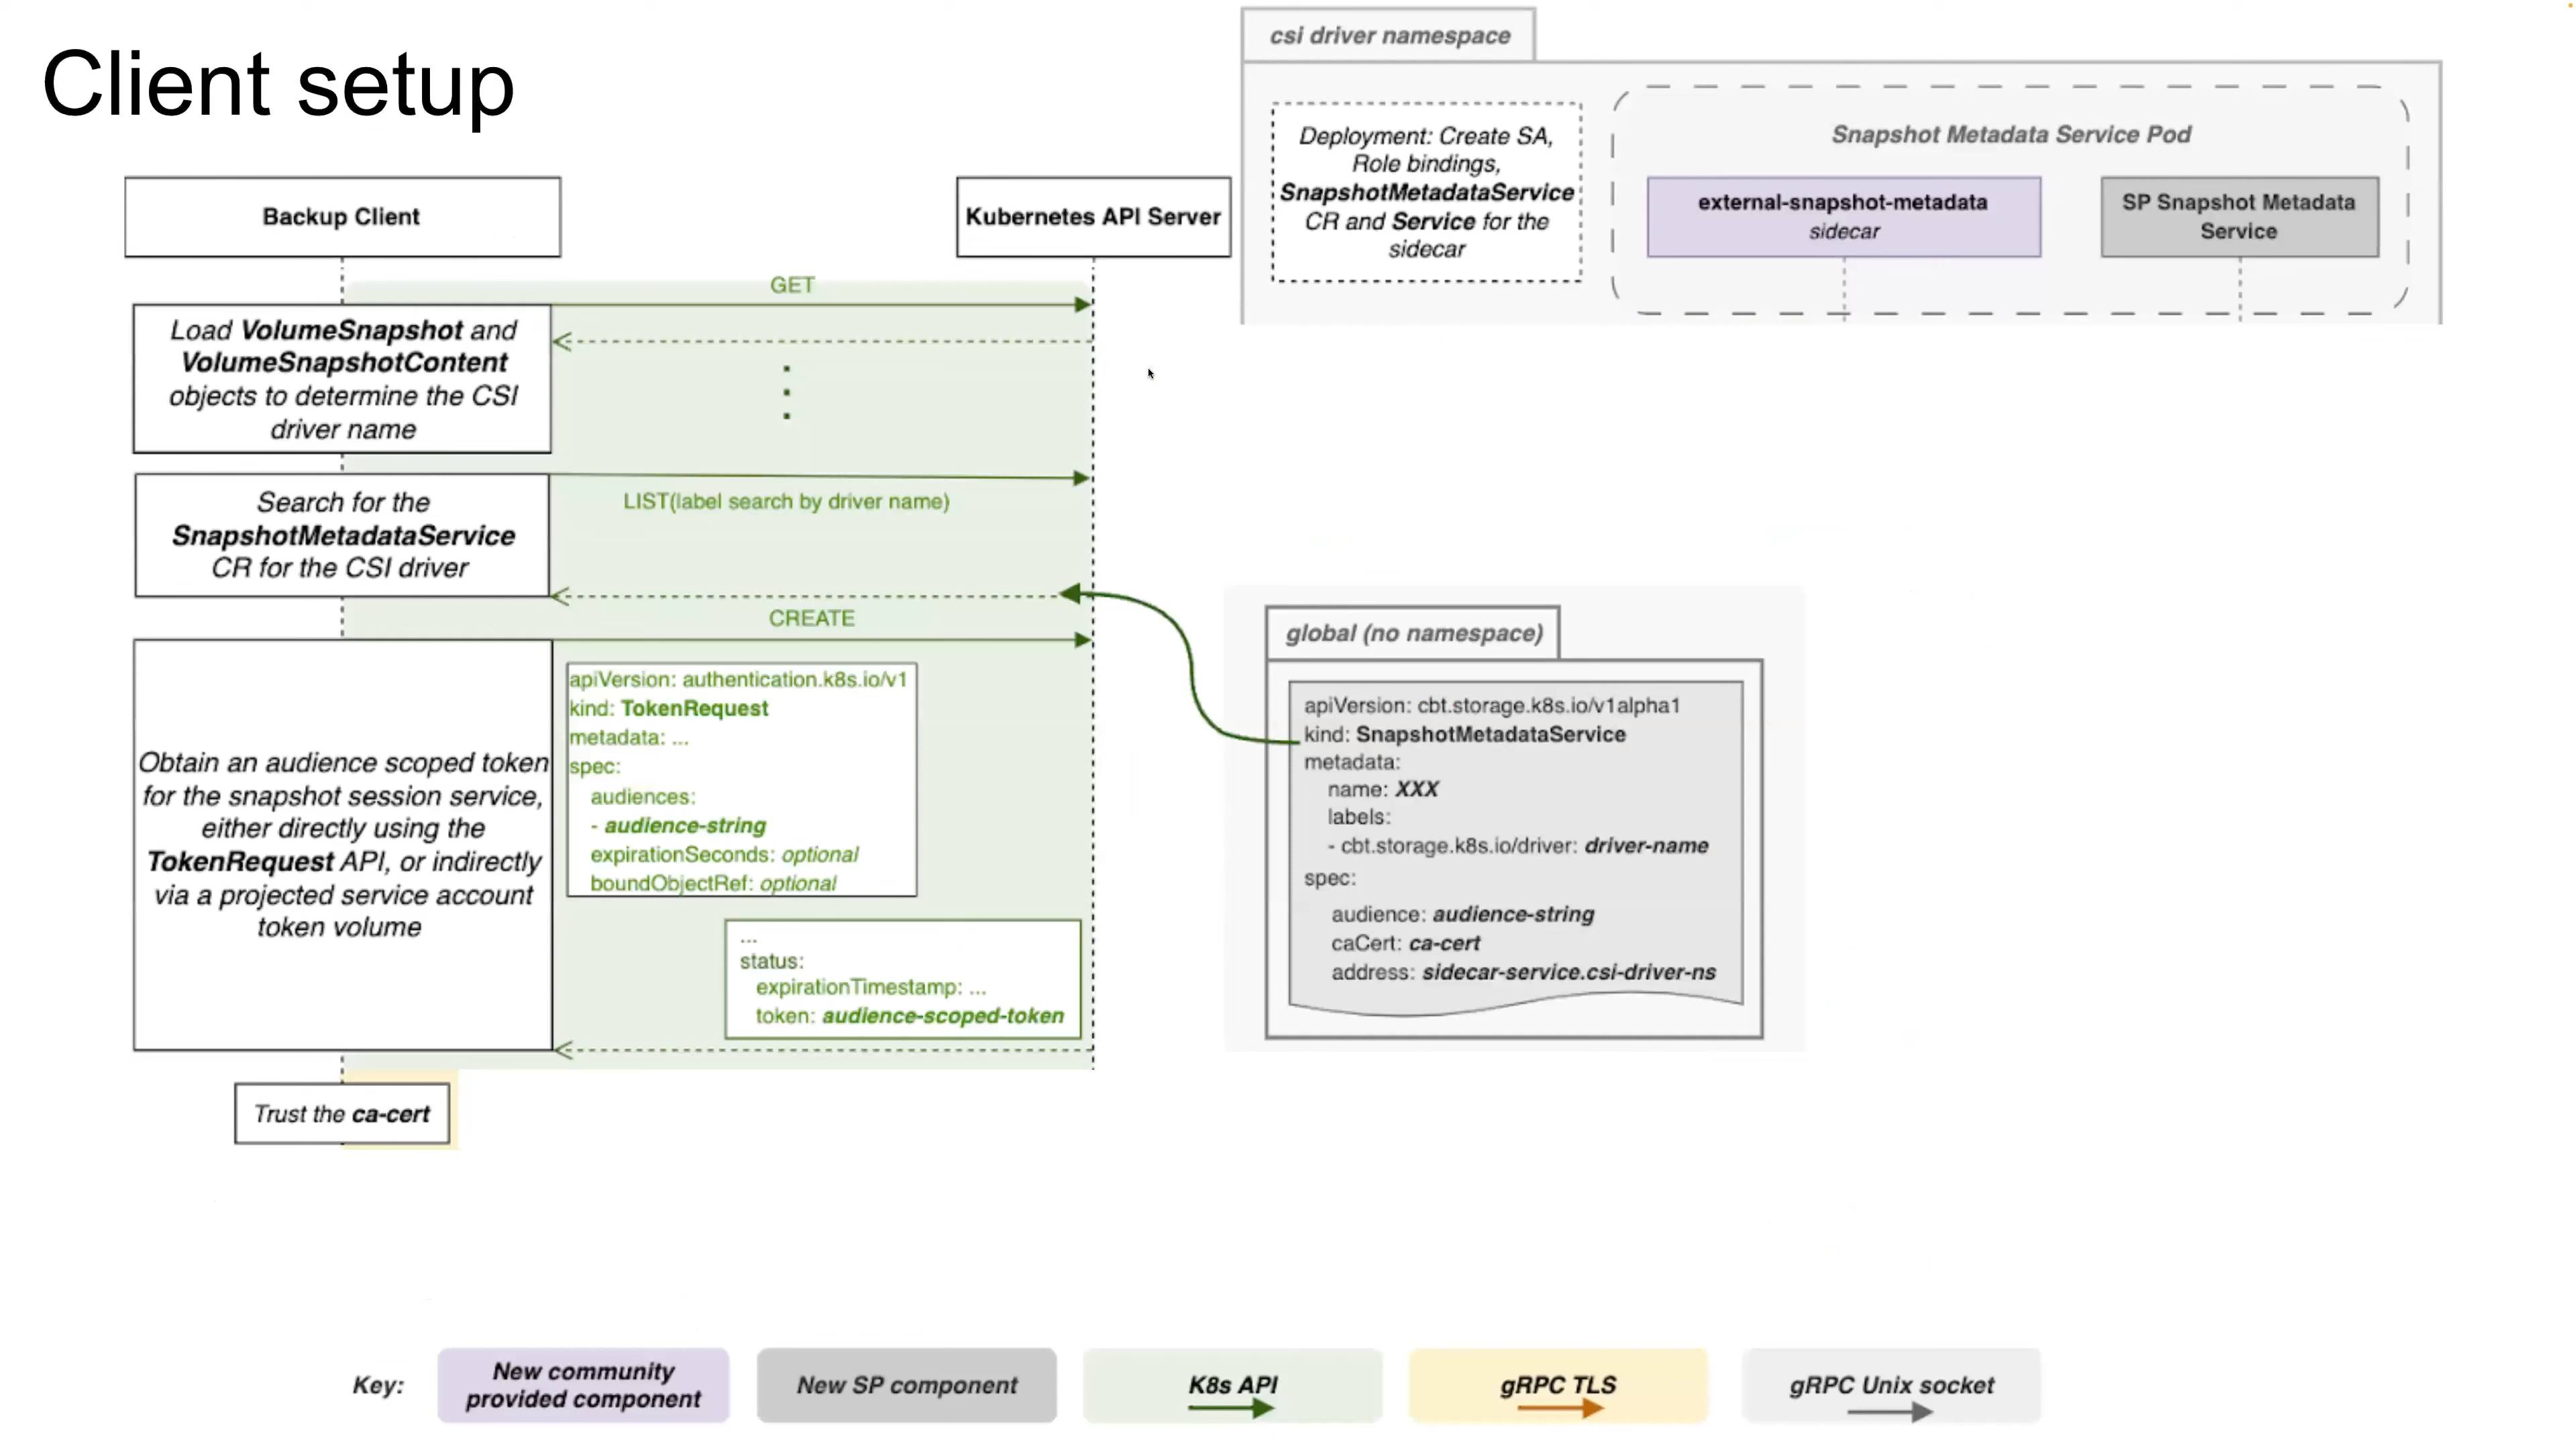 Client setup
csi driver namespace
Deployment: Create SA,
Role bindings,
SnapshotMetadataService
CR and Service for the
sidecar
Snapshot Metadata Service Pod
external-snapshot-metadata
sidecar
SP Snapshot Metadata
Service
Backup Client
Kubernetes API Server
GET
Load VolumeSnapshot and
VolumeSnapshotContent
objects to determine the CSI
driver name
Search for the
SnapshotMetadataService
CR for the CSI driver
LIST(label search by driver name)
CREATE
Obtain an audience scoped token
for the snapshot session service,
either directly using the
TokenRequest API, or indirectly
via a projected service account
token volume
apiVersion: authentication.k8s.io/v1
kind: TokenRequest
metadata: ...
spec:
audiences:
- audience-string
expirationSeconds: optional
boundObjectRef: optional
...
status:
expirationTimestamp: ...
token: audience-scoped-token
global (no namespace)
apiVersion: cbt.storage.k8s.io/v1alpha1
kind: SnapshotMetadataService
metadata:
name: XXX
labels:
- cbt.storage.k8s.io/driver: driver-name
spec:
audience: audience-string
caCert: ca-cert
address: sidecar-service.csi-driver-ns
Trust the ca-cert
Key:
New community
provided component
New SP component
K8s API
gRPC TLS
gRPC Unix socket